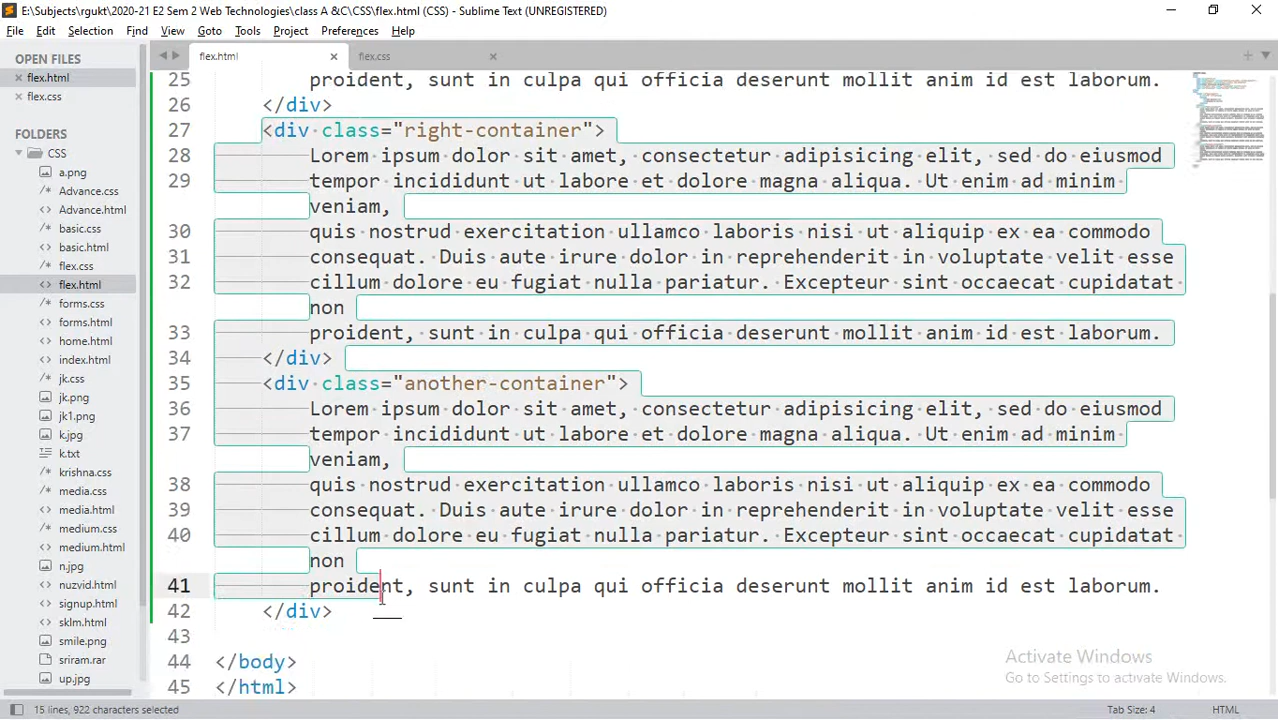 E:\Subjects\rgukt\2020-21 E2 Sem 2 Web Technologies\class A &C\CSS\flex.html (CSS) - Sublime Text (UNREGISTERED)
File Edit Selection Find View Goto Tools Project Preferences Help
OPEN FILES
× flex.html
× flex.css
FOLDERS
CSS
a.png
/* Advance.css
<> Advance.html
/* basic.css
<> basic.html
/* flex.css
<> flex.html
/* forms.css
<> forms.html
<> home.html
<> index.html
/* jk.css
jk.png
jk1.png
k.jpg
k.txt
/* krishna.css
/* media.css
<> media.html
/* medium.css
<> medium.html
n.jpg
<> nuzvid.html
<> signup.html
/* sklm.html
smile.png
sriram.rar
up.jpg
flex.html ×
flex.css ×
25 proident, sunt in culpa qui officia deserunt mollit anim id est laborum.
26 </div>
27 <div class="right-container">
28 Lorem ipsum dolor sit amet, consectetur adipisicing elit, sed do eiusmod
29 tempor incididunt ut labore et dolore magna aliqua. Ut enim ad minim
veniam,
30 quis nostrud exercitation ullamco laboris nisi ut aliquip ex ea commodo
31 consequat. Duis aute irure dolor in reprehenderit in voluptate velit esse
32 cillum dolore eu fugiat nulla pariatur. Excepteur sint occaecat cupidatat
non
33 proident, sunt in culpa qui officia deserunt mollit anim id est laborum.
34 </div>
35 <div class="another-container">
36 Lorem ipsum dolor sit amet, consectetur adipisicing elit, sed do eiusmod
37 tempor incididunt ut labore et dolore magna aliqua. Ut enim ad minim
veniam,
38 quis nostrud exercitation ullamco laboris nisi ut aliquip ex ea commodo
39 consequat. Duis aute irure dolor in reprehenderit in voluptate velit esse
40 cillum dolore eu fugiat nulla pariatur. Excepteur sint occaecat cupidatat
non
41 proident, sunt in culpa qui officia deserunt mollit anim id est laborum.
42 </div>
43
44 </body>
45 </html>
Activate Windows
Go to Settings to activate Windows.
15 lines, 922 characters selected
Tab Size: 4
HTML